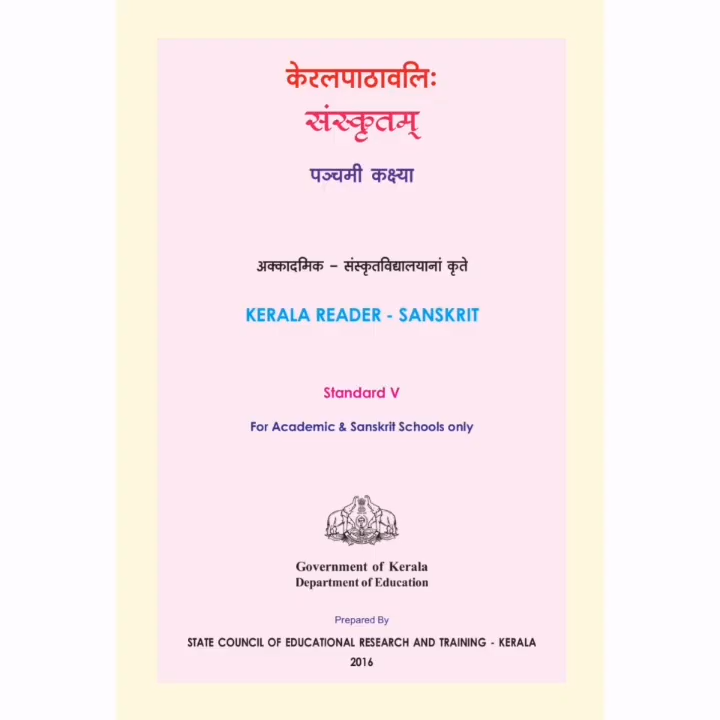 केरलपाठावलिः
संस्कृतम्
पञ्चमी कक्ष्या
अक्कादमिक – संस्कृतविद्यालयानां कृते
KERALA READER - SANSKRIT
Standard V
For Academic & Sanskrit Schools only
Government of Kerala
Department of Education
Prepared By
STATE COUNCIL OF EDUCATIONAL RESEARCH AND TRAINING - KERALA
2016